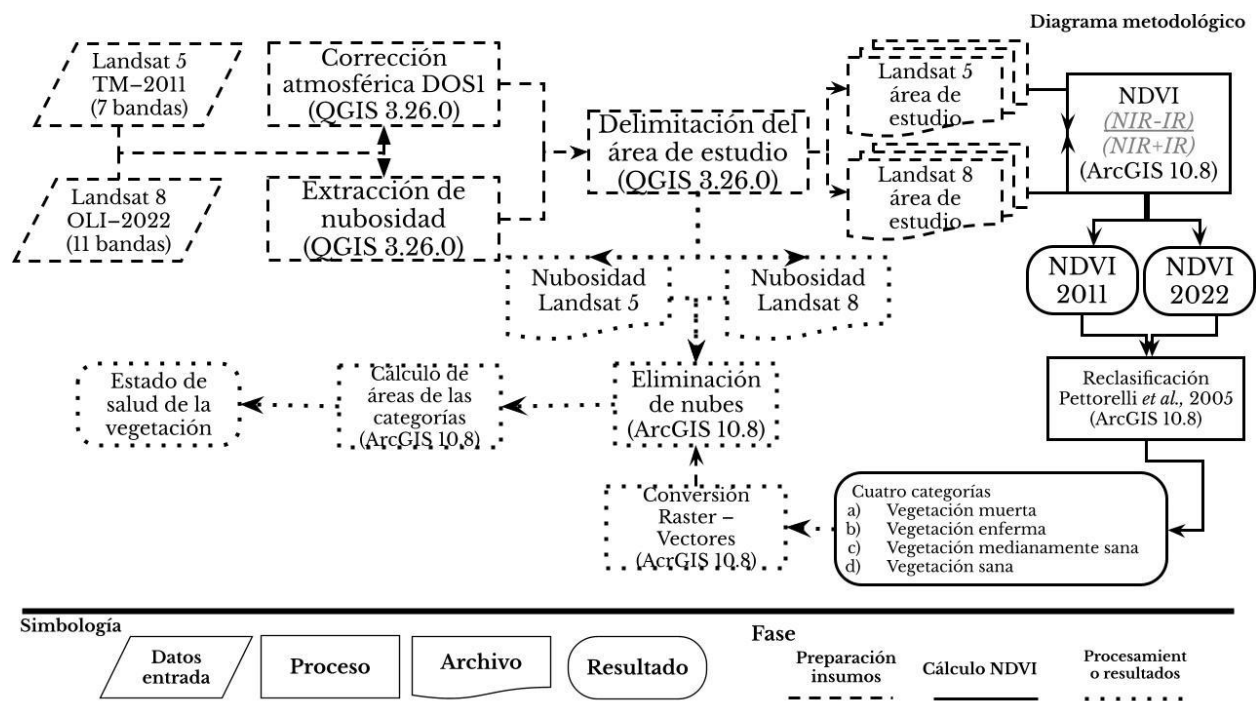 Diagrama metodológico
Landsat 5
TM–2011
(7 bandas)
Landsat 8
OLI–2022
(11 bandas)
Corrección
atmosférica DOS1
(QGIS 3.26.0)
Extracción de
nubosidad
(QGIS 3.26.0)
Delimitación del
área de estudio
(QGIS 3.26.0)
Landsat 5
área de
estudio
Landsat 8
área de
estudio
NDVI
(NIR-IR)
(NIR+IR)
(ArcGIS 10.8)
NDVI
2011
NDVI
2022
Nubosidad
Landsat 5
Nubosidad
Landsat 8
Reclasificación
Pettorelli et al., 2005
(ArcGIS 10.8)
Cuatro categorías
a) Vegetación muerta
b) Vegetación enferma
c) Vegetación medianamente sana
d) Vegetación sana
Conversión
Raster –
Vectores
(AcrGIS 10.8)
Eliminación
de nubes
(ArcGIS 10.8)
Cálculo de
áreas de las
categorías
(ArcGIS 10.8)
Estado de
salud de la
vegetación
Simbología
Datos
entrada
Proceso
Archivo
Resultado
Fase
Preparación
insumos
Cálculo NDVI
Procesamient
o resultados